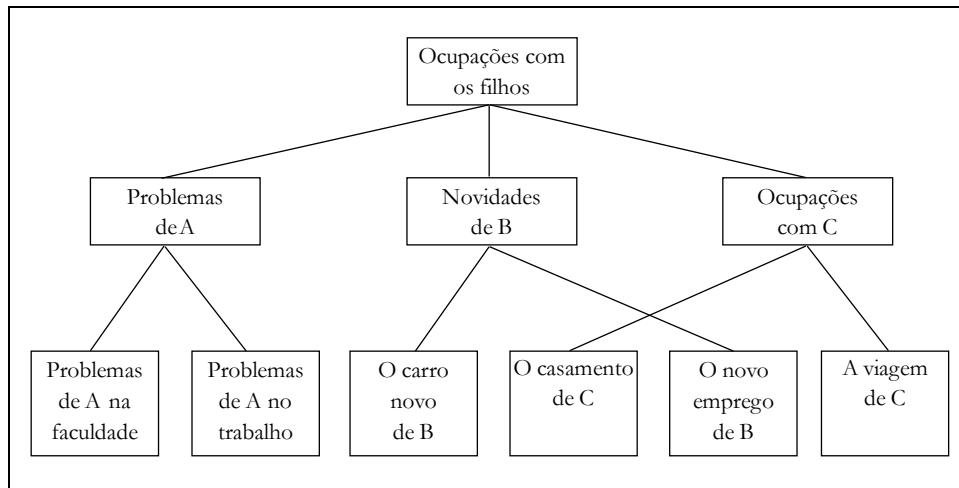 Ocupações com
os filhos
Problemas
de A
Novidades
de B
Ocupações
com C
Problemas
de A na
faculdade
Problemas
de A no
trabalho
O carro
novo
de B
O casamento
de C
O novo
emprego
de B
A viagem
de C